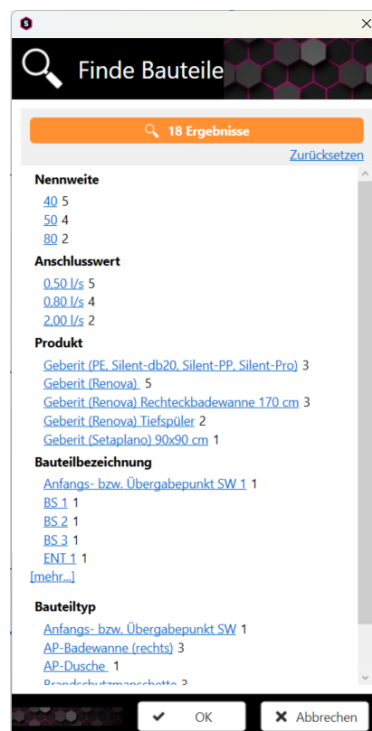 S
Finde Bauteile
18 Ergebnisse
Zurücksetzen
Nennweite
40 5
50 4
80 2
Anschlusswert
0.50 l/s 5
0.80 l/s 4
2,00 l/s 2
Produkt
Geberit (PE, Silent-db20, Silent-PP, Silent-Pro) 3
Geberit (Renova) 5
Geberit (Renova) Rechteckbadewanne 170 cm 3
Geberit (Renova) Tiefspüler 2
Geberit (Setaplano) 90x90 cm 1
Bauteilbezeichnung
Anfangs- bzw. Übergabepunkt SW 1 1
BS 1 1
BS 2 1
BS 3 1
ENT 1 1
[mehr...]
Bauteiltyp
Anfangs- bzw. Übergabepunkt SW 1
AP-Badewanne (rechts) 3
AP-Dusche 1
Brandschutzmanschette 3
OK
Abbrechen